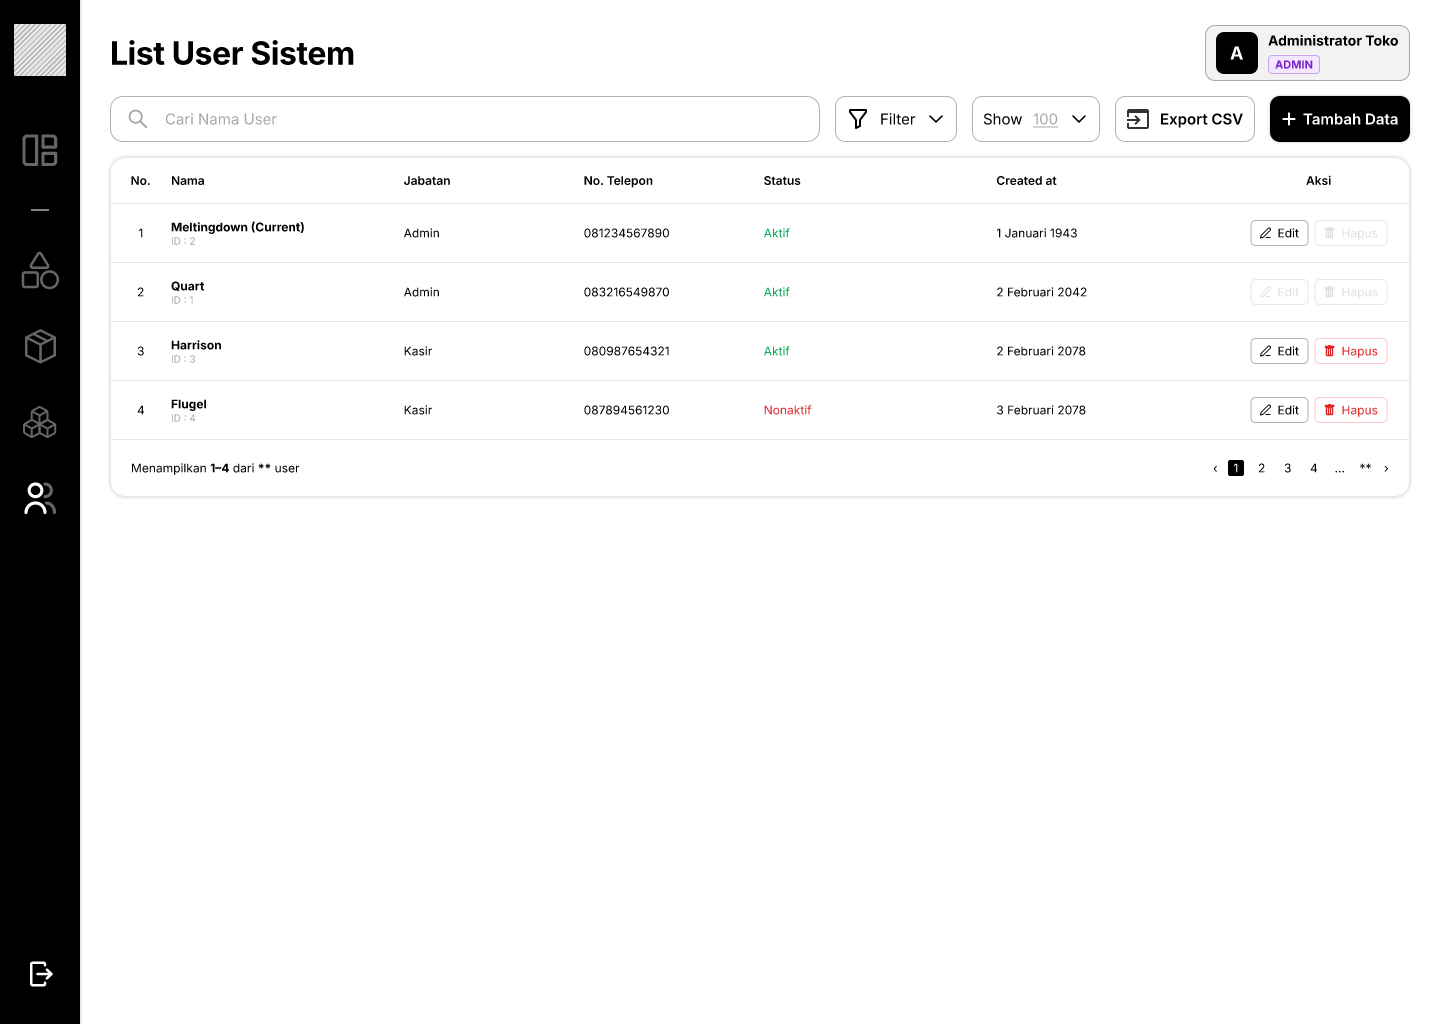 List User Sistem
A
Administrator Toko
ADMIN
Cari Nama User
Filter
Show 100
Export CSV
+ Tambah Data
No. Nama Jabatan No. Telepon Status Created at Aksi
1 Meltingdown (Current) Admin 081234567890 Aktif 1 Januari 1943 Edit Hapus
ID : 2
2 Quart Admin 083216549870 Aktif 2 Februari 2042 Edit Hapus
ID : 1
3 Harrison Kasir 080987654321 Aktif 2 Februari 2078 Edit Hapus
ID : 3
4 Flugel Kasir 087894561230 Nonaktif 3 Februari 2078 Edit Hapus
ID : 4
Menampilkan 1–4 dari ** user
‹ 1 2 3 4 ... ** ›